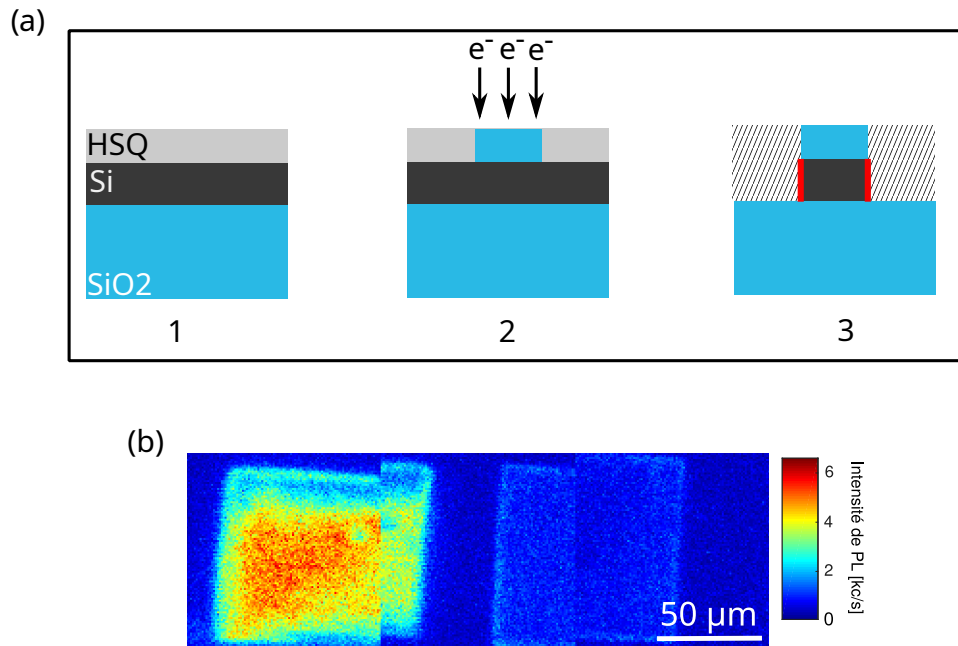 (a)
e- e- e-
HSQ
Si
SiO2
1 2 3
(b)
6
4
2
0
Intensité de PL [kc/s]
50 µm